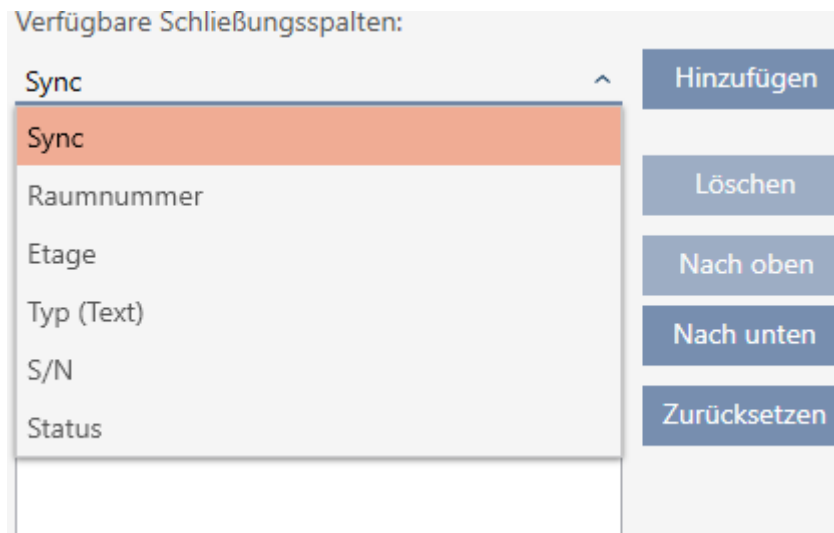 Verfügbare Schließungsspalten:
Sync
Hinzufügen
Sync
Raumnummer
Löschen
Etage
Nach oben
Typ (Text)
Nach unten
S/N
Status
Zurücksetzen